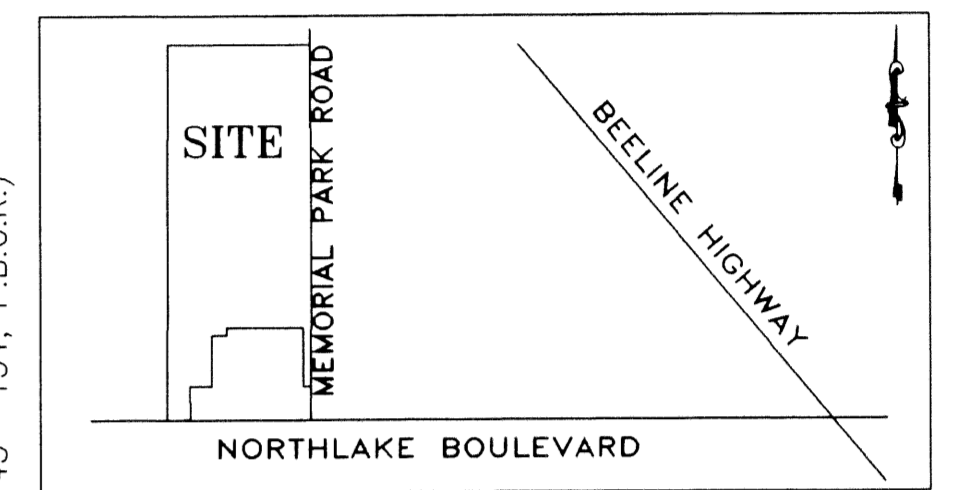 SITE
MEMORIAL PARK ROAD
BEELINE HIGHWAY
NORTHLAKE BOULEVARD